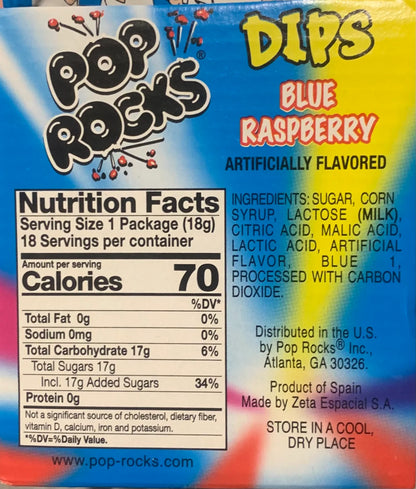 POP
ROCKS®
DIPS
BLUE
RASPBERRY
ARTIFICIALLY FLAVORED
Nutrition Facts
Serving Size 1 Package (18g)
18 Servings per container
Amount per serving
Calories 70
%DV*
Total Fat 0g 0%
Sodium 0mg 0%
Total Carbohydrate 17g 6%
Total Sugars 17g
Incl. 17g Added Sugars 34%
Protein 0g
Not a significant source of cholesterol, dietary fiber,
vitamin D, calcium, iron and potassium.
*%DV=%Daily Value.
www.pop-rocks.com
INGREDIENTS: SUGAR, CORN
SYRUP, LACTOSE (MILK),
CITRIC ACID, MALIC ACID,
LACTIC ACID, ARTIFICIAL
FLAVOR, BLUE 1,
PROCESSED WITH CARBON
DIOXIDE.
Distributed in the U.S.
by Pop Rocks® Inc.,
Atlanta, GA 30326.
Product of Spain
Made by Zeta Espacial S.A.
STORE IN A COOL,
DRY PLACE